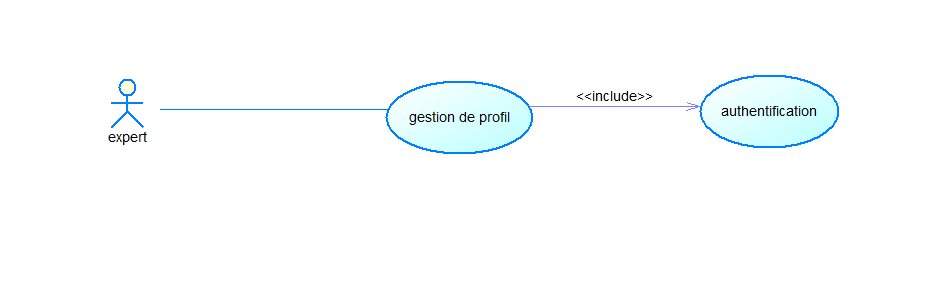 <<include>>
gestion de profil
authentification
expert